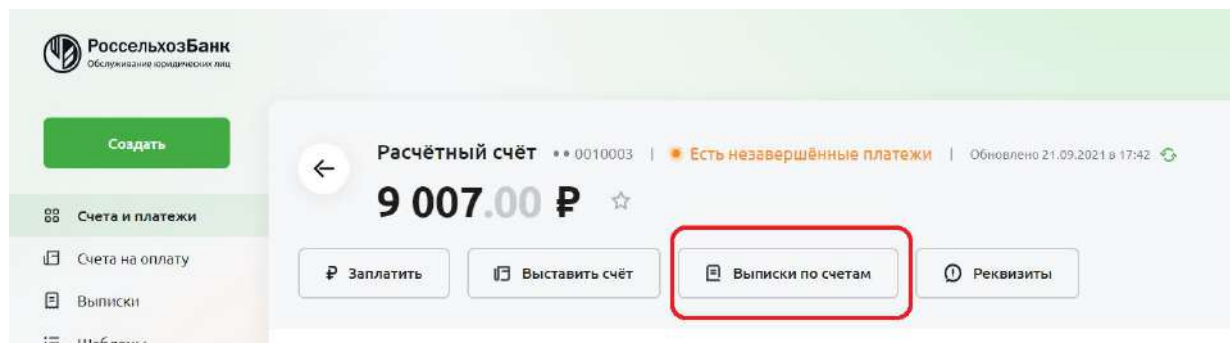 РоссельхозБанк
Обслуживание юридических лиц
Создать
Счета и платежи
Счета на оплату
Выписки
Шаблоны
Расчётный счёт •• 0010003 | Есть незавершённые платежи | Обновлено 21.09.2021 в 17:42
9 007.00 ₽
₽ Заплатить
Выставить счёт
Выписки по счетам
Реквизиты